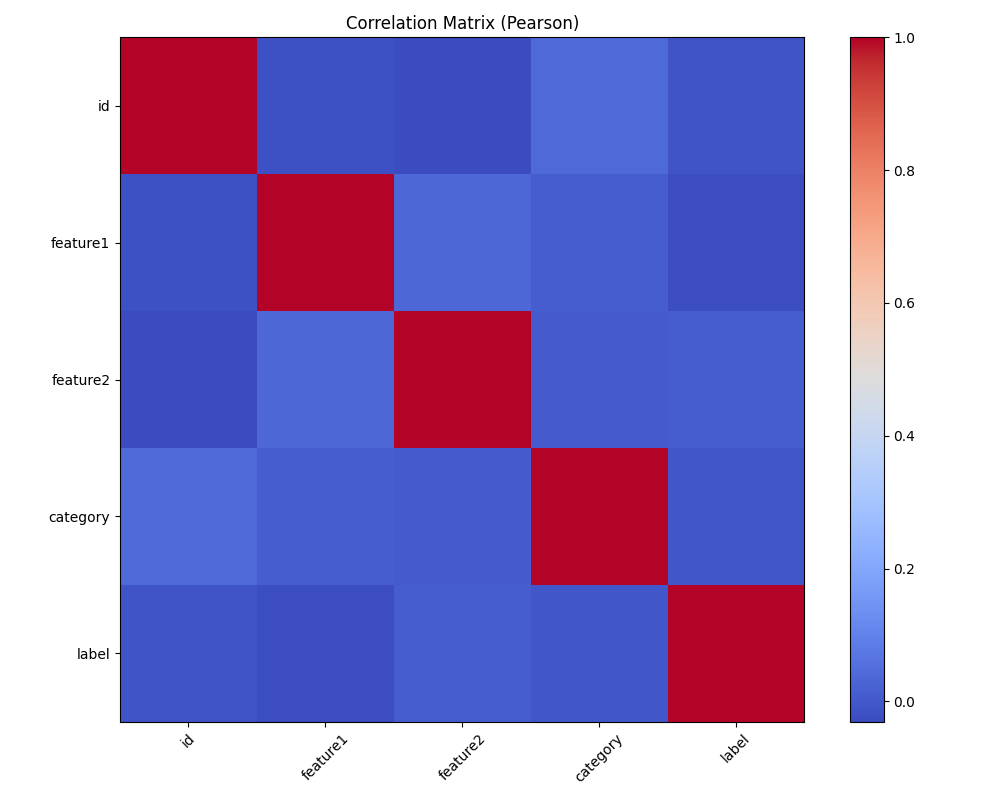 Correlation Matrix (Pearson)
id
feature1
feature2
category
label
id
feature1
feature2
category
label
1.0
0.8
0.6
0.4
0.2
0.0